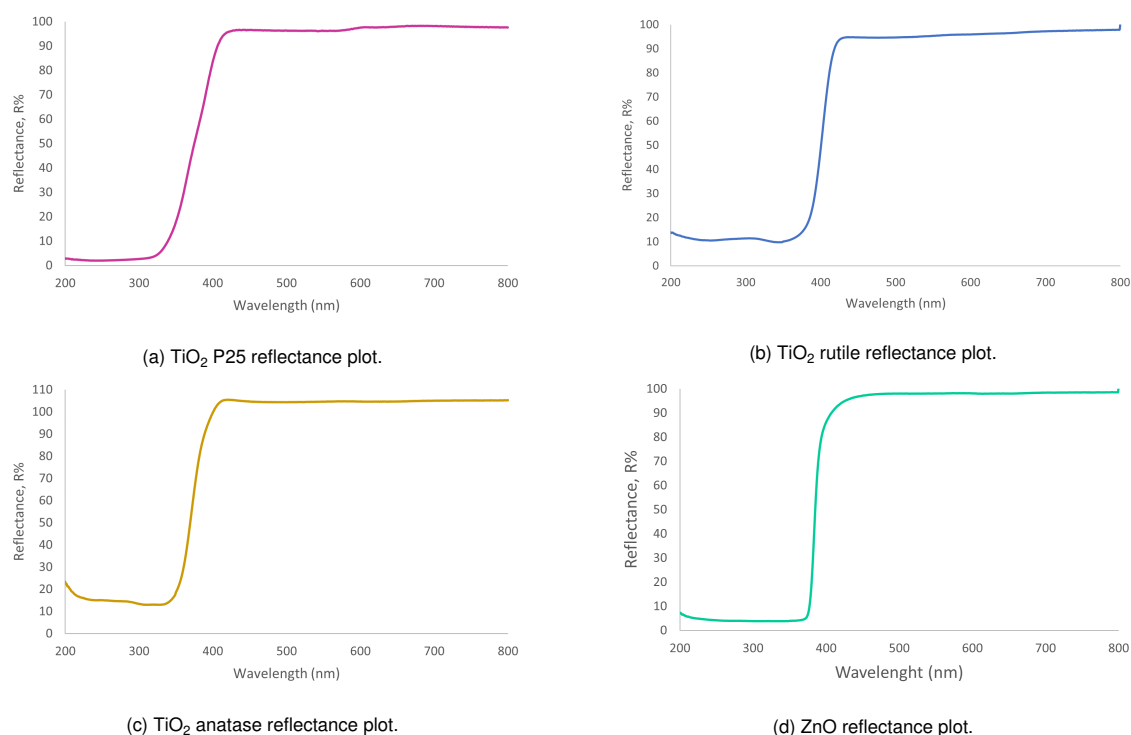 100
90
80
70
60
50
40
30
20
10
0
Reflectance, R%
200 300 400 500 600 700 800
Wavelength (nm)
(a) TiO2 P25 reflectance plot.
100
90
80
70
60
50
40
30
20
10
0
Reflectance, R%
200 300 400 500 600 700 800
Wavelength (nm)
(b) TiO2 rutile reflectance plot.
110
100
90
80
70
60
50
40
30
20
10
0
Reflectance, R%
200 300 400 500 600 700 800
Wavelength (nm)
(c) TiO2 anatase reflectance plot.
100
90
80
70
60
50
40
30
20
10
0
Reflectance, R%
200 300 400 500 600 700 800
Wavelenght (nm)
(d) ZnO reflectance plot.